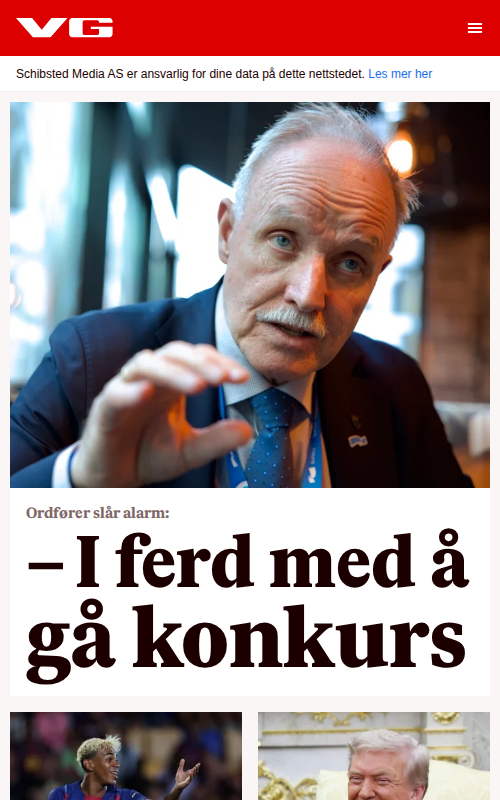 VG
Schibsted Media AS er ansvarlig for dine data på dette nettstedet. Les mer her
Ordfører slår alarm:
– I ferd med å
gå konkurs